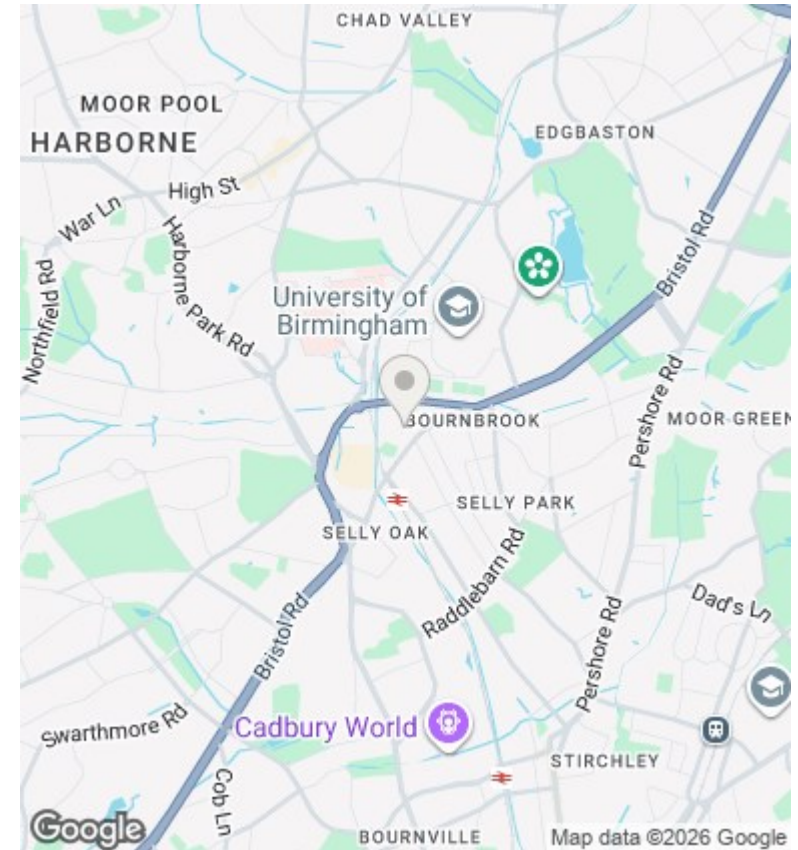 CHAD VALLEY
MOOR POOL
EDGBASTON
HARBORNE
High St
War Ln
Harborne Park Rd
Bristol Rd
Northfield Rd
University of
Birmingham
Pershore Rd
BOURNBROOK
MOOR GREEN
SELLY PARK
SELLY OAK
Raddlebarn Rd
Dad's Ln
Bristol Rd
Pershore Rd
Swarthmore Rd
Cadbury World
Cob Ln
STIRCHLEY
Google
BOURNVILLE
Map data ©2026 Google